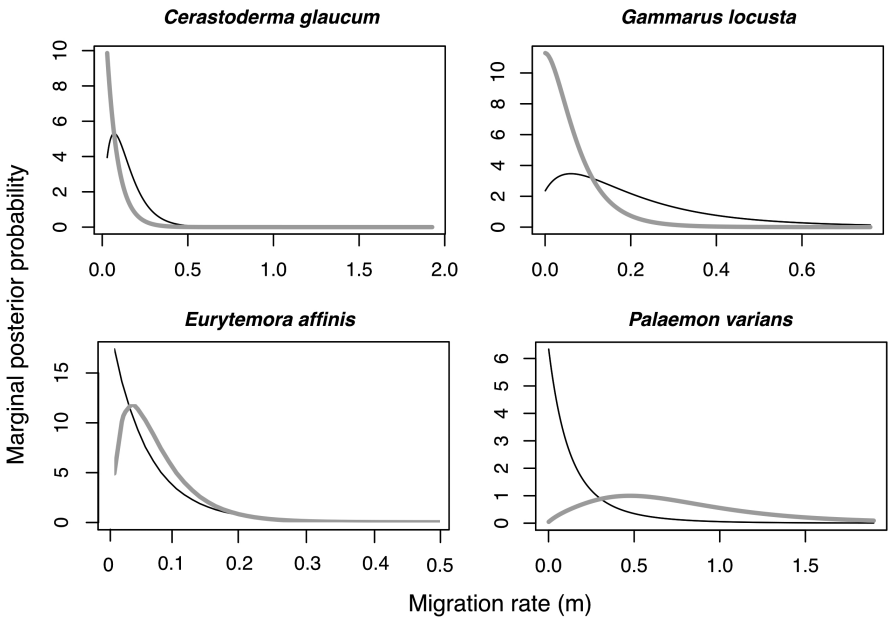 Cerastoderma glaucum
Gammarus locusta
10
8
6
4
2
0
0.0 0.5 1.0 1.5 2.0
10
8
6
4
2
0
0.0 0.2 0.4 0.6
Marginal posterior probability
Eurytemora affinis
Palaemon varians
15
10
5
0
0 0.1 0.2 0.3 0.4 0.5
6
5
4
3
2
1
0
0.0 0.5 1.0 1.5
Migration rate (m)